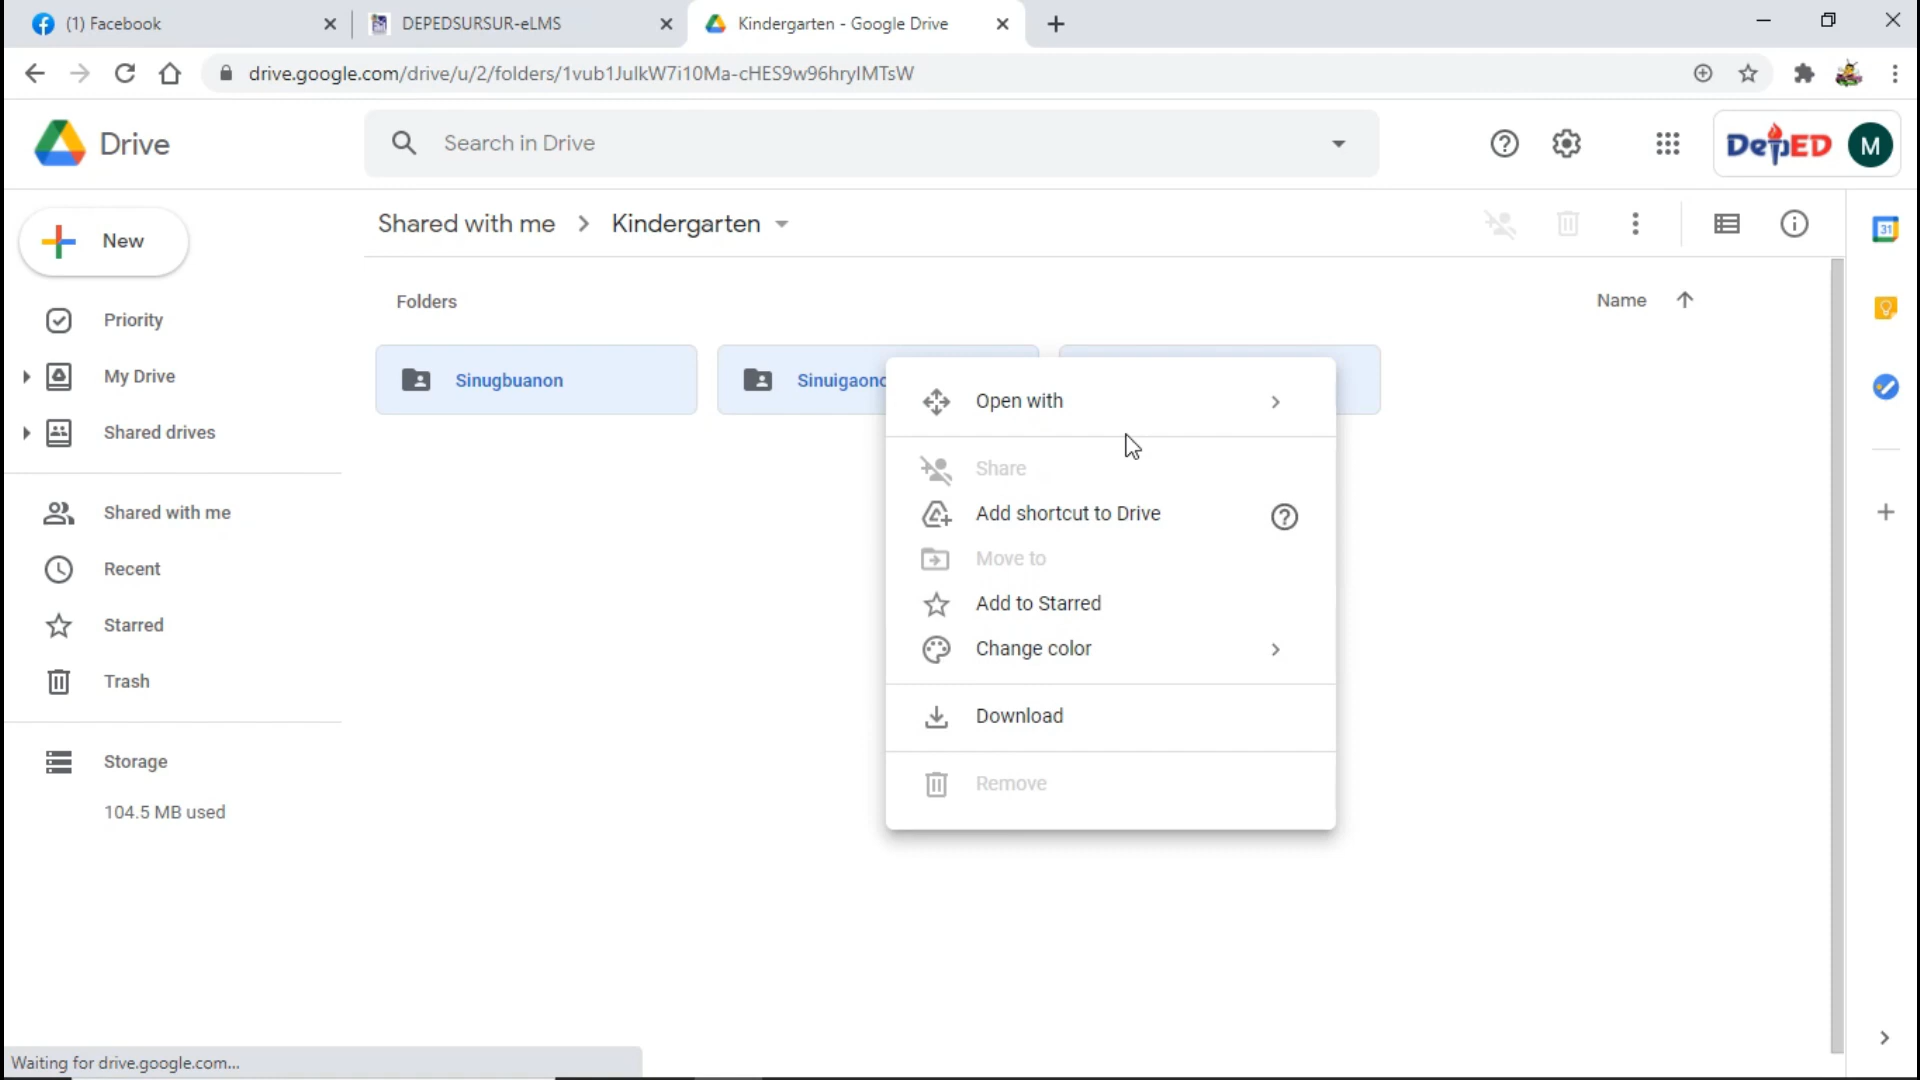 (1) Facebook
DEPEDSURSUR-eLMS
Kindergarten - Google Drive
drive.google.com/drive/u/2/folders/1vub1JulkW7i10Ma-cHES9w96hryIMTsW
Drive
Search in Drive
DepED
M
New
Shared with me
Kindergarten
31
Priority
Folders
Name
My Drive
Sinugbuanon
Shared drives
Open with
Share
Shared with me
Add shortcut to Drive
Recent
Move to
Starred
Add to Starred
Change color
Trash
Download
Storage
Remove
104.5 MB used
Waiting for drive.google.com...